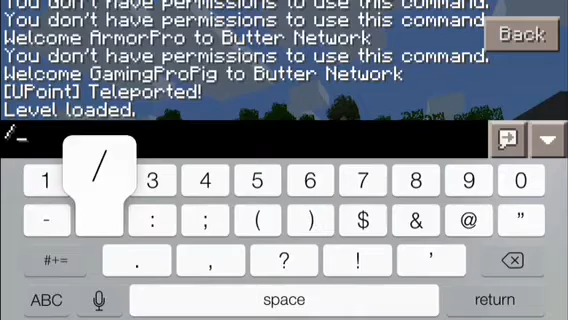 You don't have permissions to use this command.
You don't have permissions to use this command.
Welcome ArmorPro to Butter Network
Back
You don't have permissions to use this command.
Welcome GamingProPig to Butter Network
[UPoint] Teleported!
Level loaded.
/_
1 / 3 4 5 6 7 8 9 0
- : ; ( ) $ & @ "
#+= . , ? ! '
ABC space return